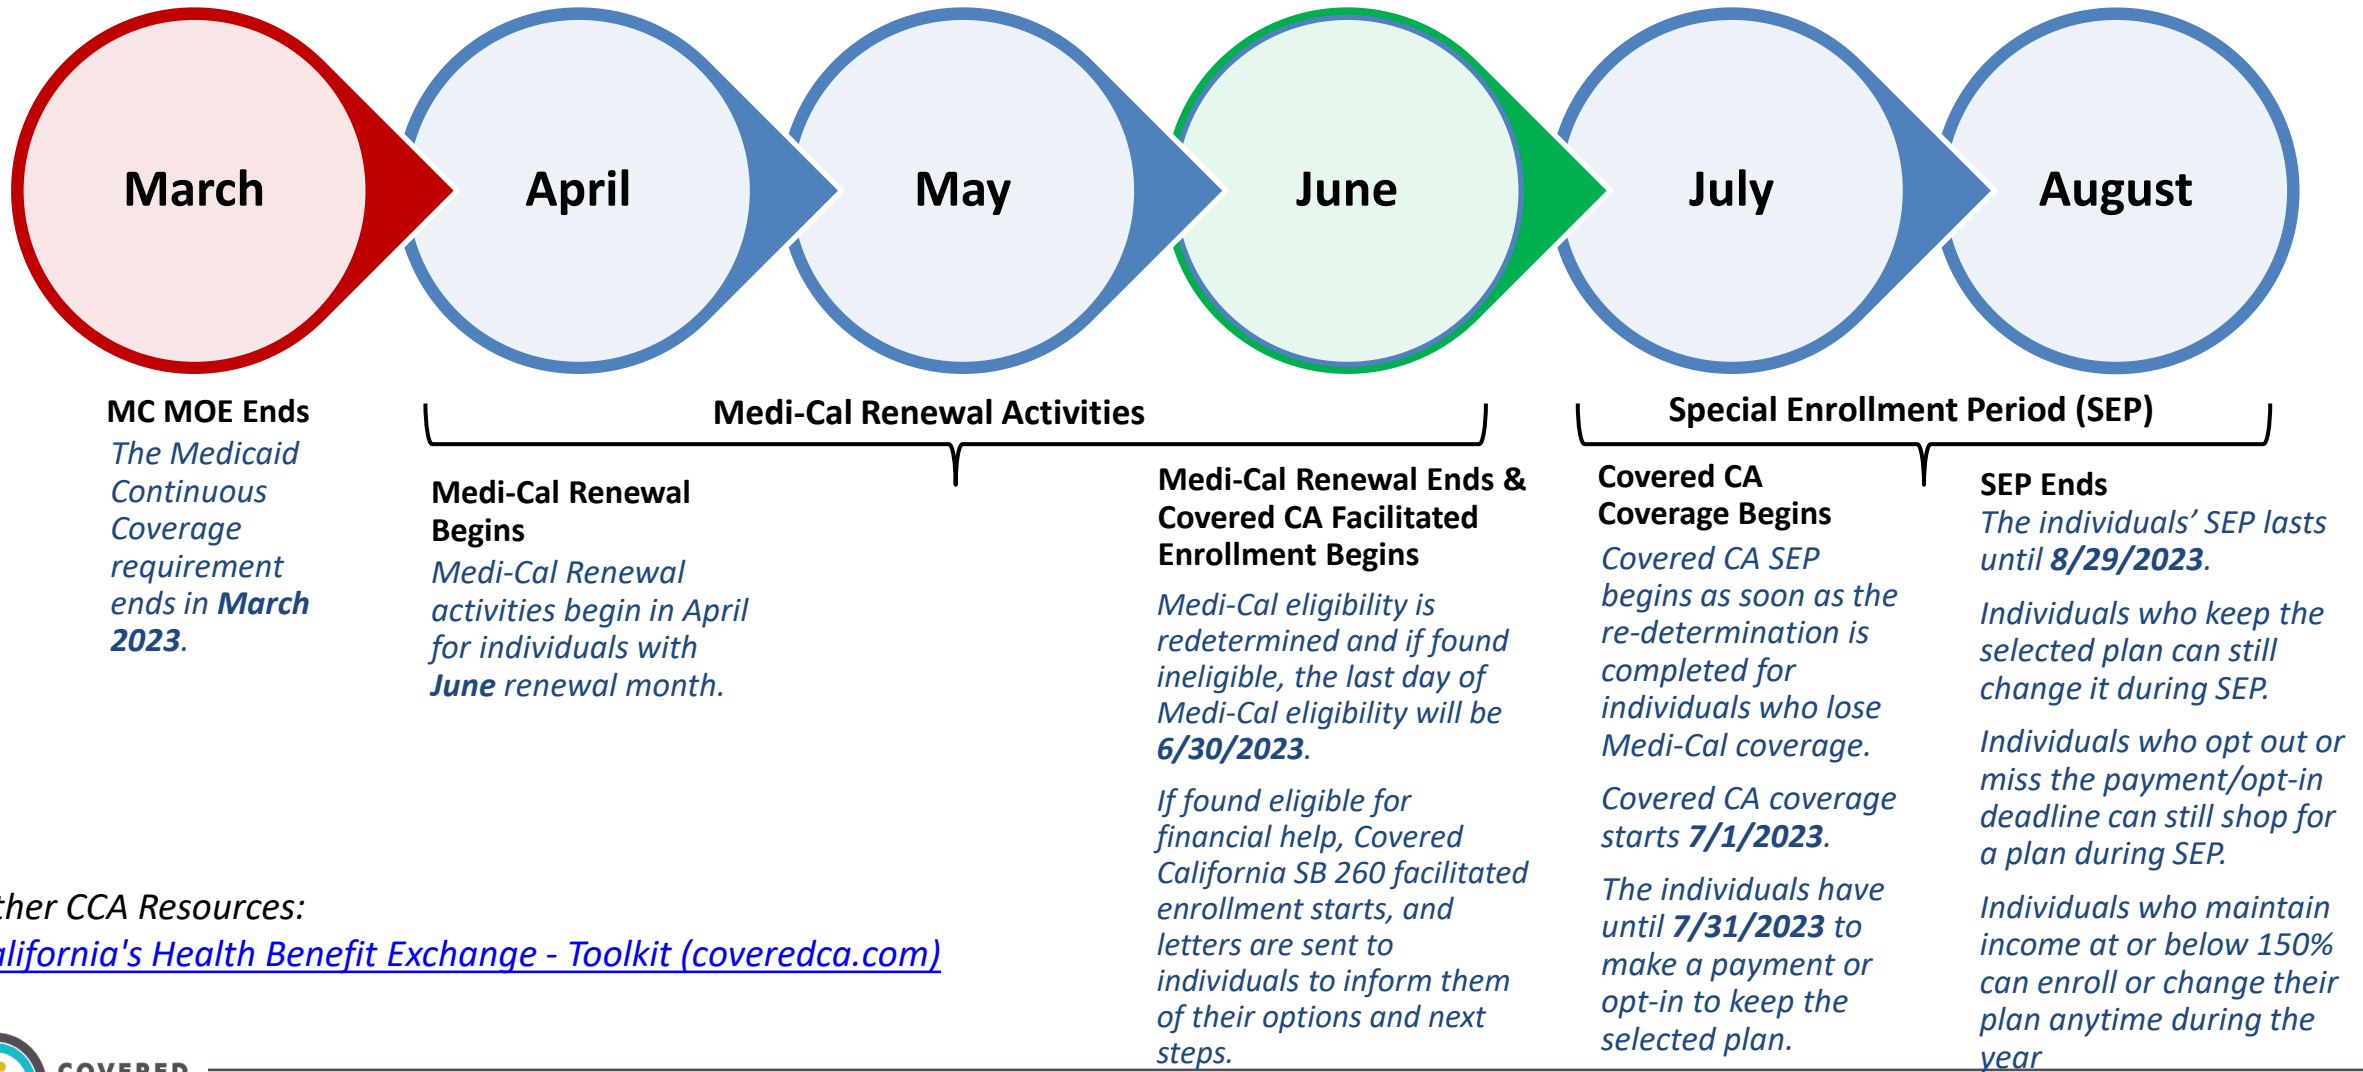 March
April
May
June
July
August
MC MOE Ends
The Medicaid
Continuous
Coverage
requirement
ends in March
2023.
Medi-Cal Renewal Activities
Medi-Cal Renewal
Begins
Medi-Cal Renewal
activities begin in April
for individuals with
June renewal month.
Medi-Cal Renewal Ends &
Covered CA Facilitated
Enrollment Begins
Medi-Cal eligibility is
redetermined and if found
ineligible, the last day of
Medi-Cal eligibility will be
6/30/2023.
If found eligible for
financial help, Covered
California SB 260 facilitated
enrollment starts, and
letters are sent to
individuals to inform them
of their options and next
steps.
Special Enrollment Period (SEP)
Covered CA
Coverage Begins
Covered CA SEP
begins as soon as the
re-determination is
completed for
individuals who lose
Medi-Cal coverage.
Covered CA coverage
starts 7/1/2023.
The individuals have
until 7/31/2023 to
make a payment or
opt-in to keep the
selected plan.
SEP Ends
The individuals’ SEP lasts
until 8/29/2023.
Individuals who keep the
selected plan can still
change it during SEP.
Individuals who opt out or
miss the payment/opt-in
deadline can still shop for
a plan during SEP.
Individuals who maintain
income at or below 150%
can enroll or change their
plan anytime during the
year
ther CCA Resources:
alifornia's Health Benefit Exchange - Toolkit (coveredca.com)
COVERED